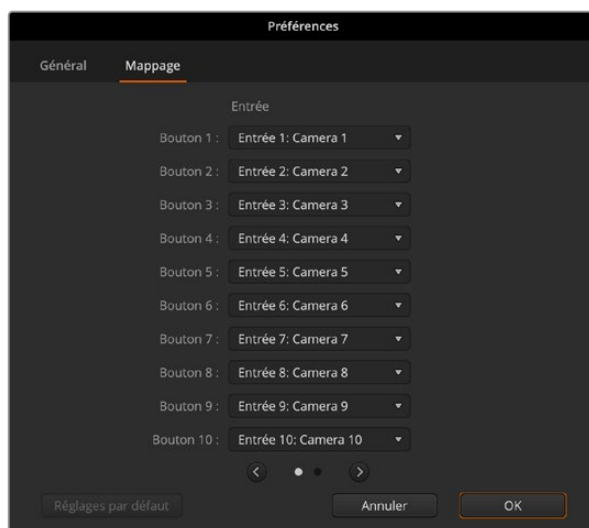 Préférences
Général Mappage
Entrée
Bouton 1 : Entrée 1: Camera 1
Bouton 2 : Entrée 2: Camera 2
Bouton 3 : Entrée 3: Camera 3
Bouton 4 : Entrée 4: Camera 4
Bouton 5 : Entrée 5: Camera 5
Bouton 6 : Entrée 6: Camera 6
Bouton 7 : Entrée 7: Camera 7
Bouton 8 : Entrée 8: Camera 8
Bouton 9 : Entrée 9: Camera 9
Bouton 10 : Entrée 10: Camera 10
Réglages par défaut Annuler OK